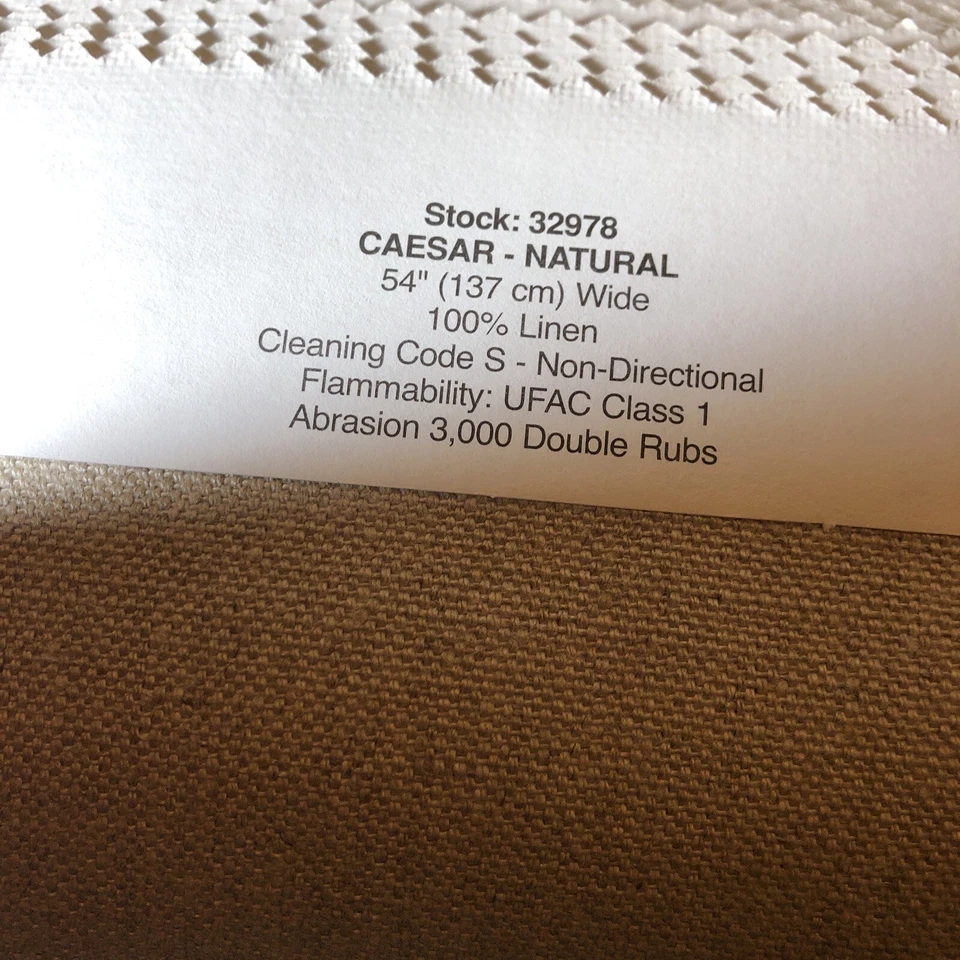 Stock: 32978
CAESAR - NATURAL
54" (137 cm) Wide
100% Linen
Cleaning Code S - Non-Directional
Flammability: UFAC Class 1
Abrasion 3,000 Double Rubs